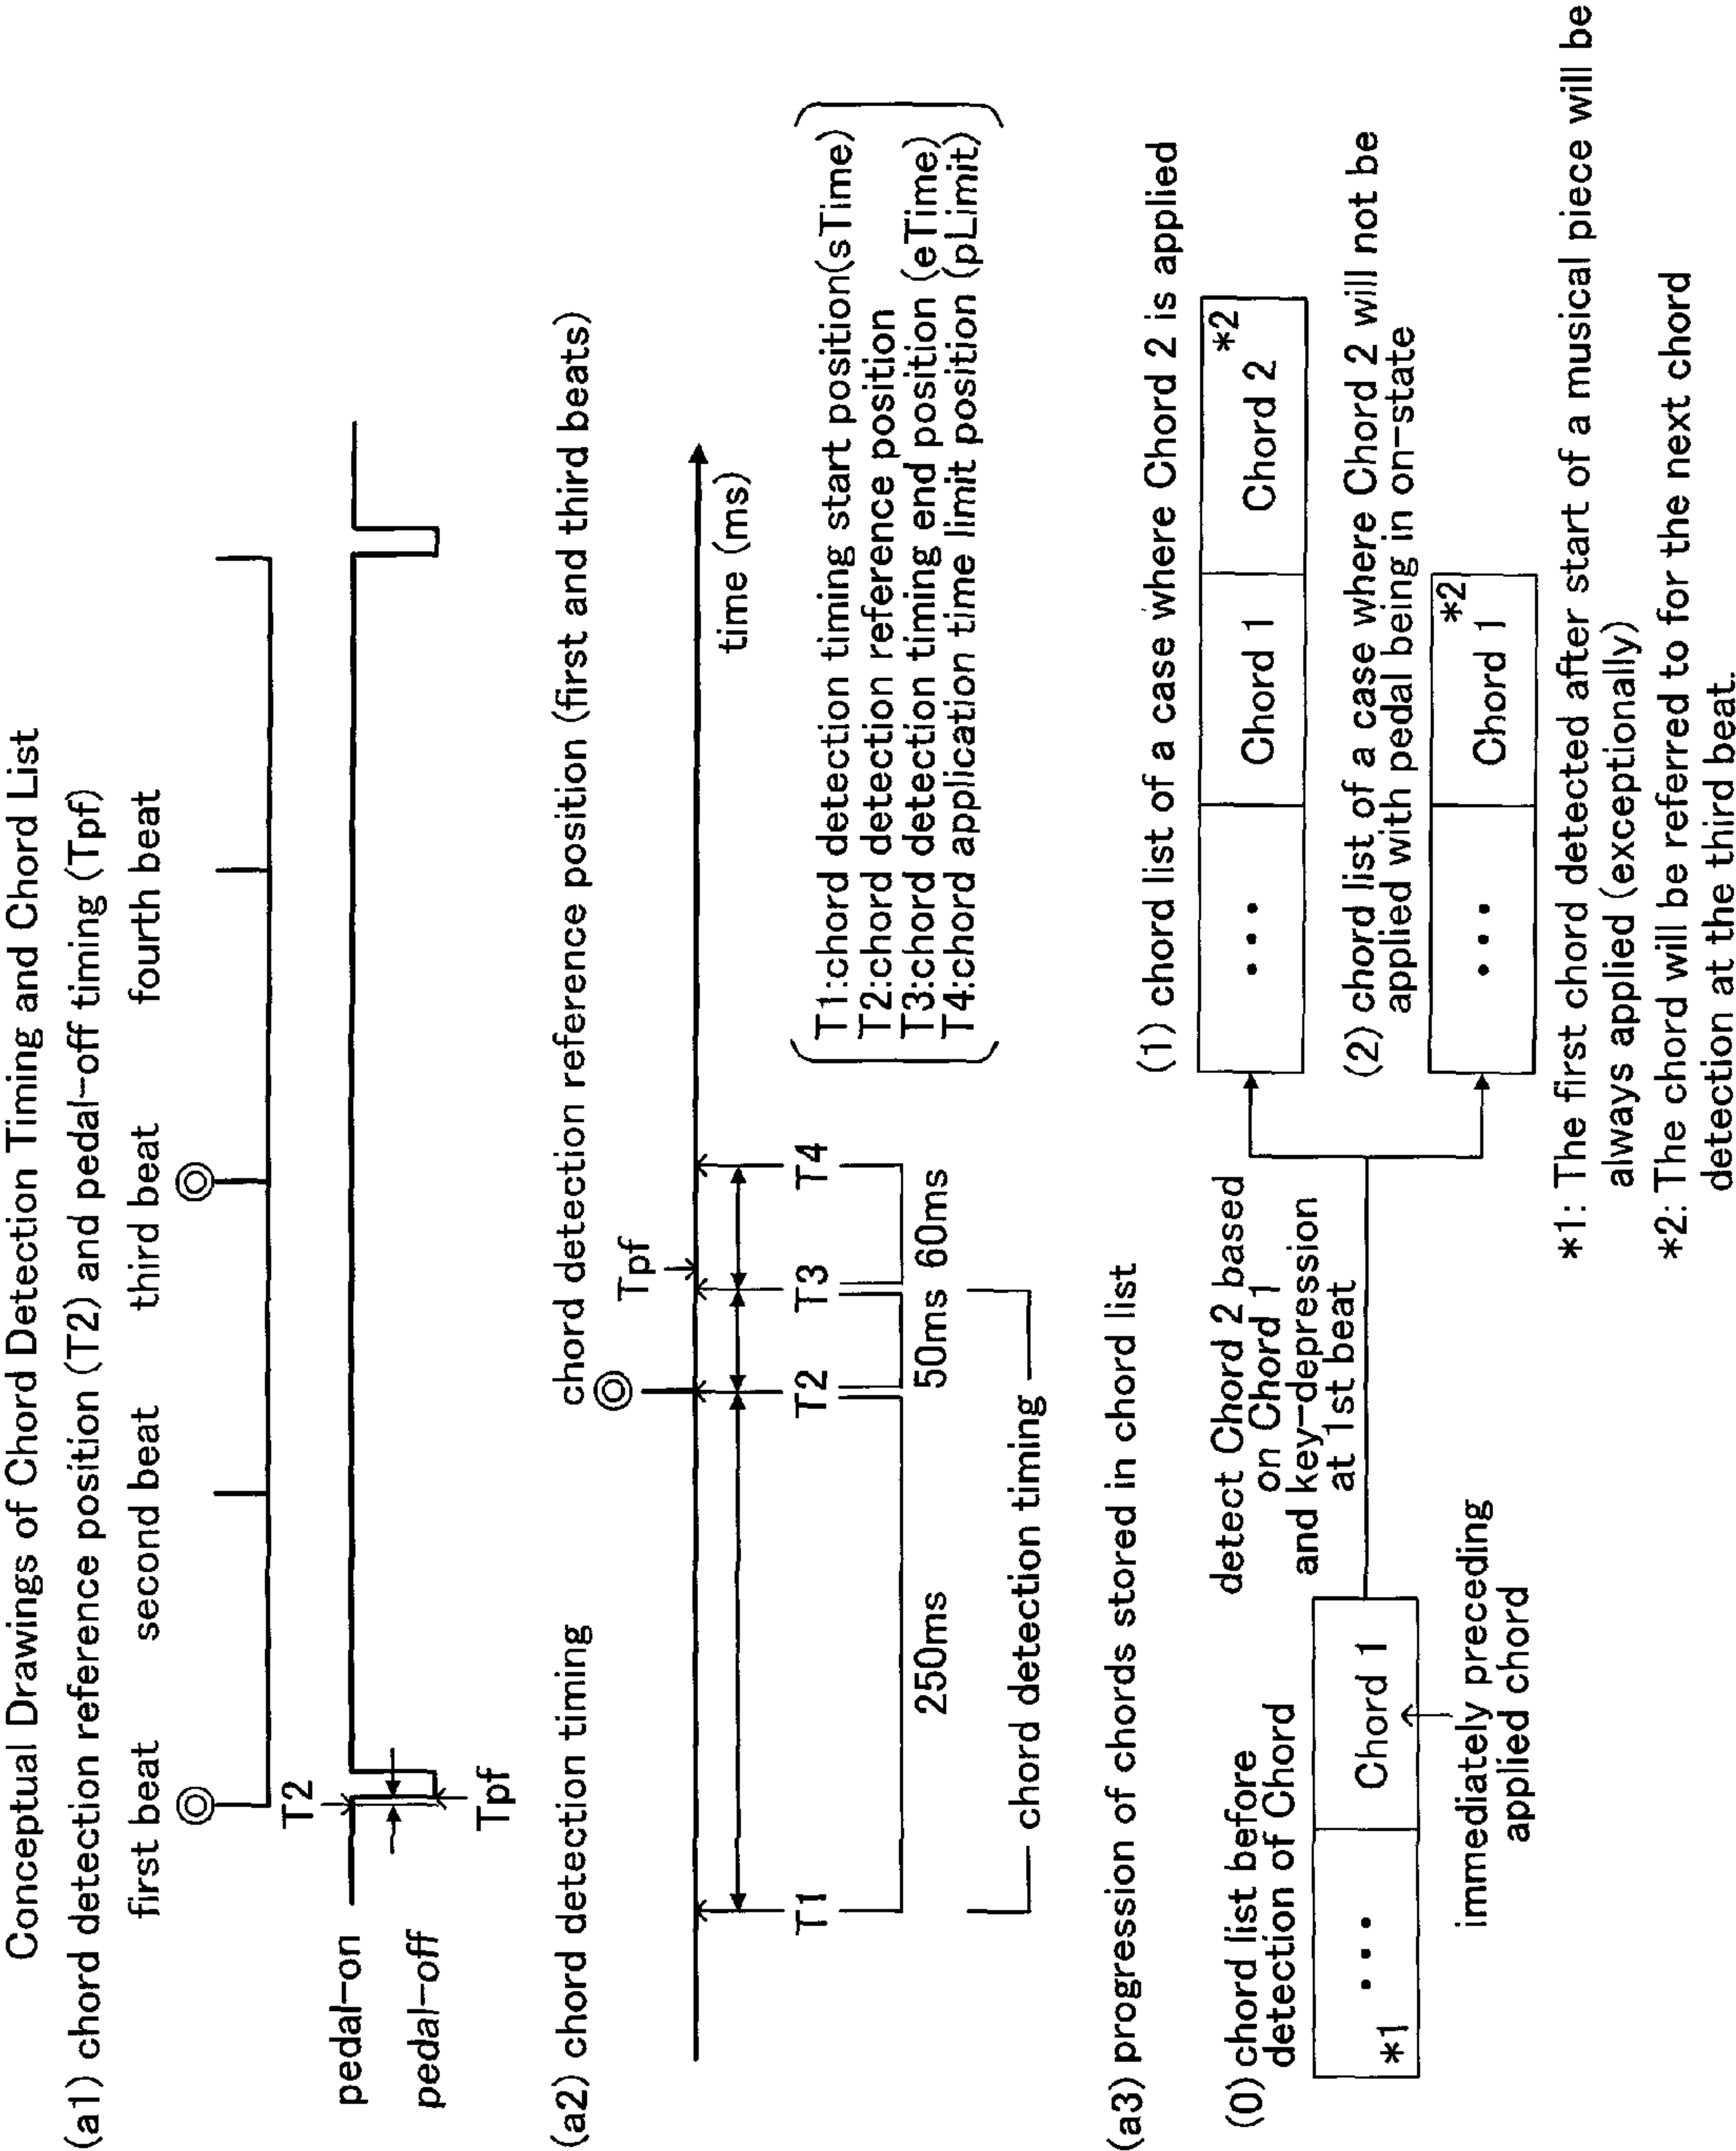 Conceptual Drawings of Chord Detection Timing and Chord List
(a1) chord detection reference position (T2) and pedal-off timing (Tpf)
first beat
second beat
third beat
fourth beat
T2
pedal-on
pedal-off
Tpf
(a2) chord detection timing
chord detection reference position (first and third beats)
Tpf
time (ms)
T1
T2
T3
T4
250ms
50ms
60ms
chord detection timing
T1:chord detection timing start position(sTime)
T2:chord detection reference position
T3:chord detection timing end position (eTime)
T4:chord application time limit position (pLimit)
(a3) progression of chords stored in chord list
(0) chord list before
detection of Chord
*1
•••
Chord 1
immediately preceding
applied chord
detect Chord 2 based
on Chord 1
and key-depression
at 1st beat
(1) chord list of a case where Chord 2 is applied
•••
Chord 1
Chord 2
*2
(2) chord list of a case where Chord 2 will not be
applied with pedal being in on-state
•••
Chord 1
*2
*1: The first chord detected after start of a musical piece will be
always applied (exceptionally)
*2: The chord will be referred to for the next chord
detection at the third beat.